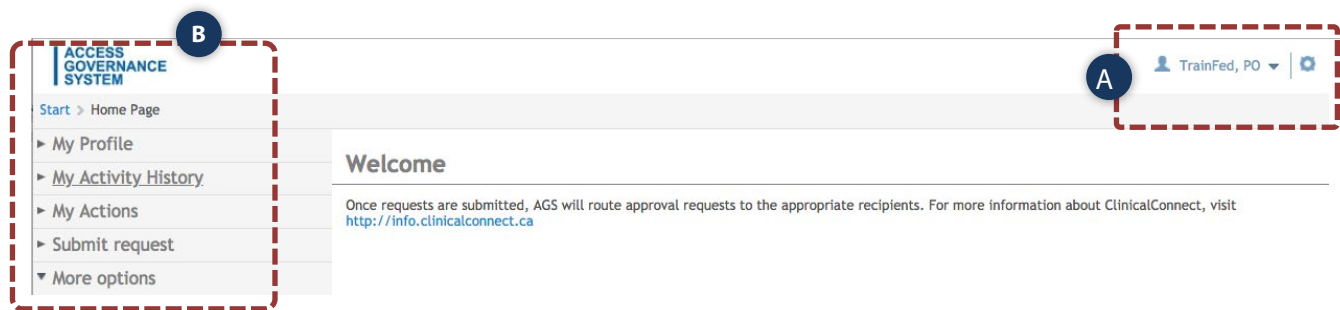 B
ACCESS
GOVERNANCE
SYSTEM
A
TrainFed, PO
Start > Home Page
My Profile
My Activity History
My Actions
Submit request
More options
Welcome
Once requests are submitted, AGS will route approval requests to the appropriate recipients. For more information about ClinicalConnect, visit
http://info.clinicalconnect.ca